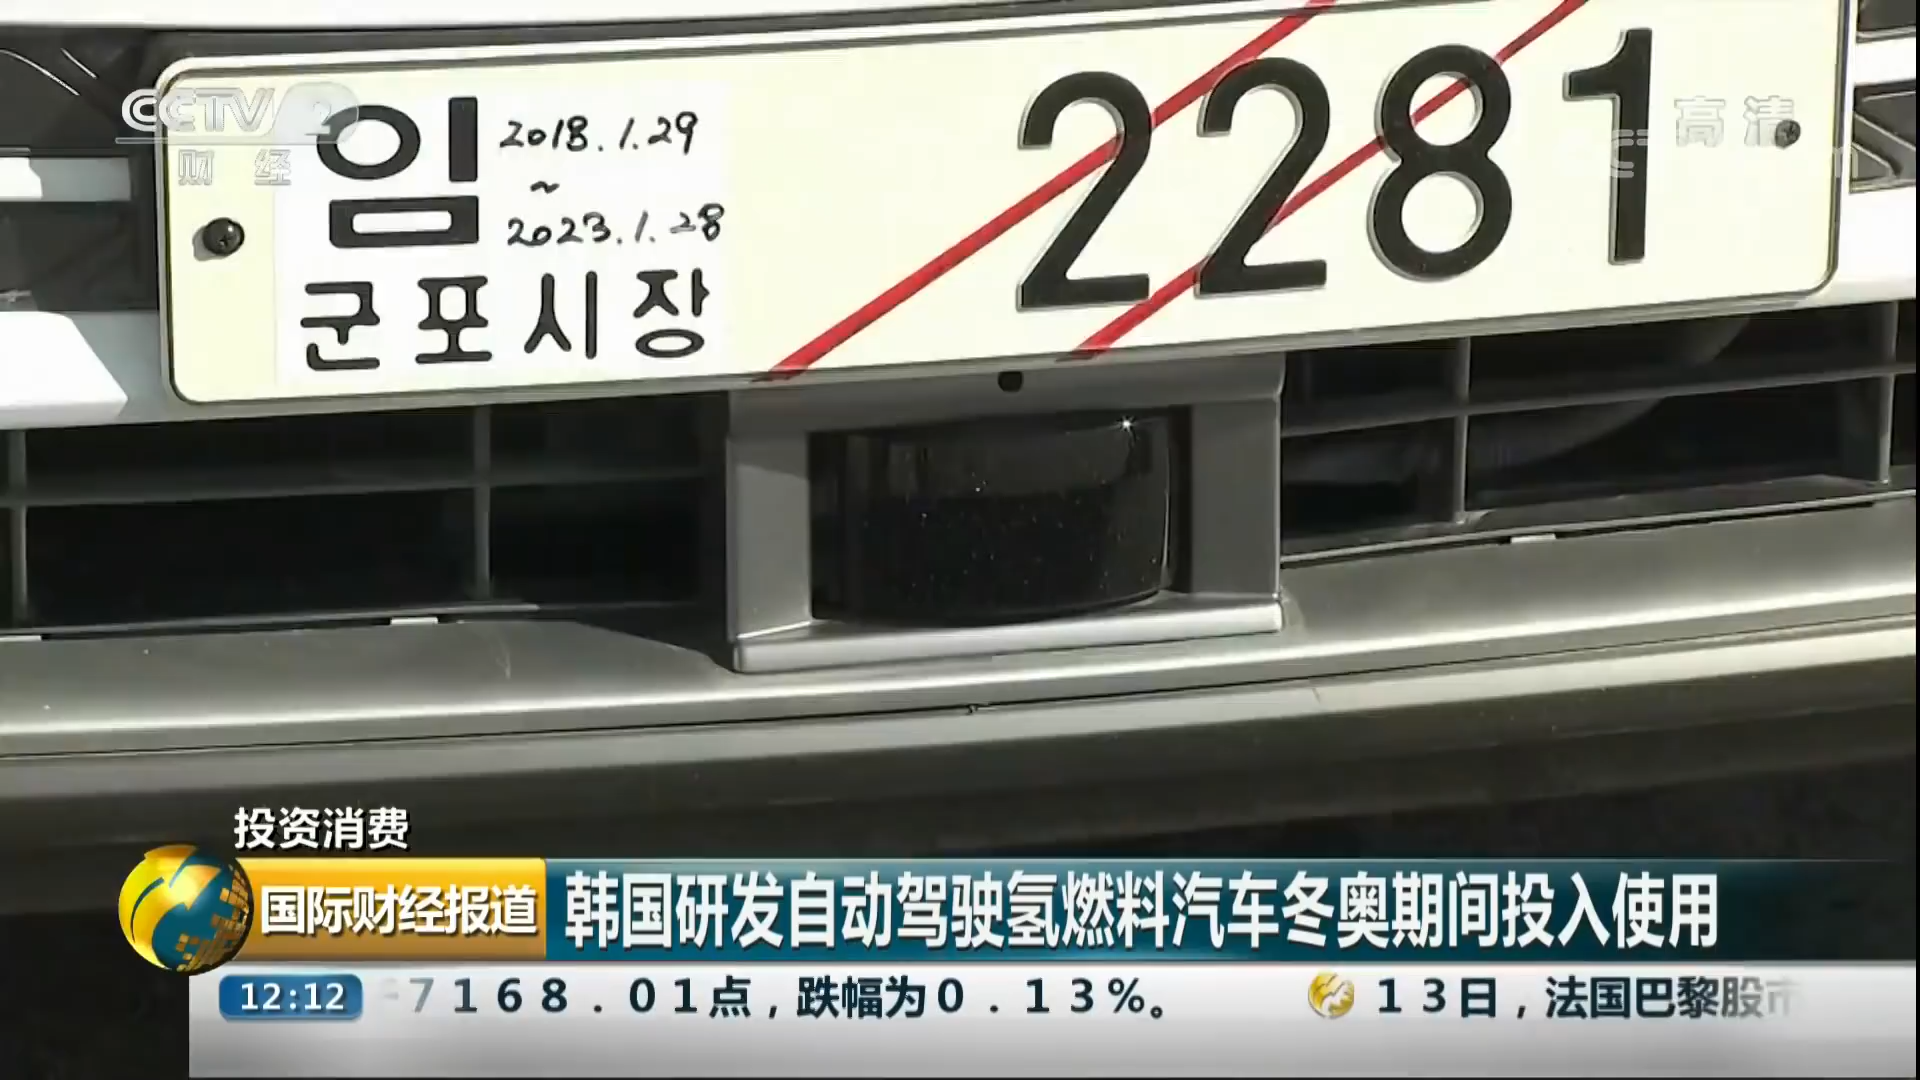 CCTV 2
财经
高清
임
2018.1.29
~
2023.1.28
군포시장
2281
投资消费
国际财经报道
韩国研发自动驾驶氢燃料汽车冬奥期间投入使用
12:12
7168.01点，跌幅为0.13%。
13日，法国巴黎股市